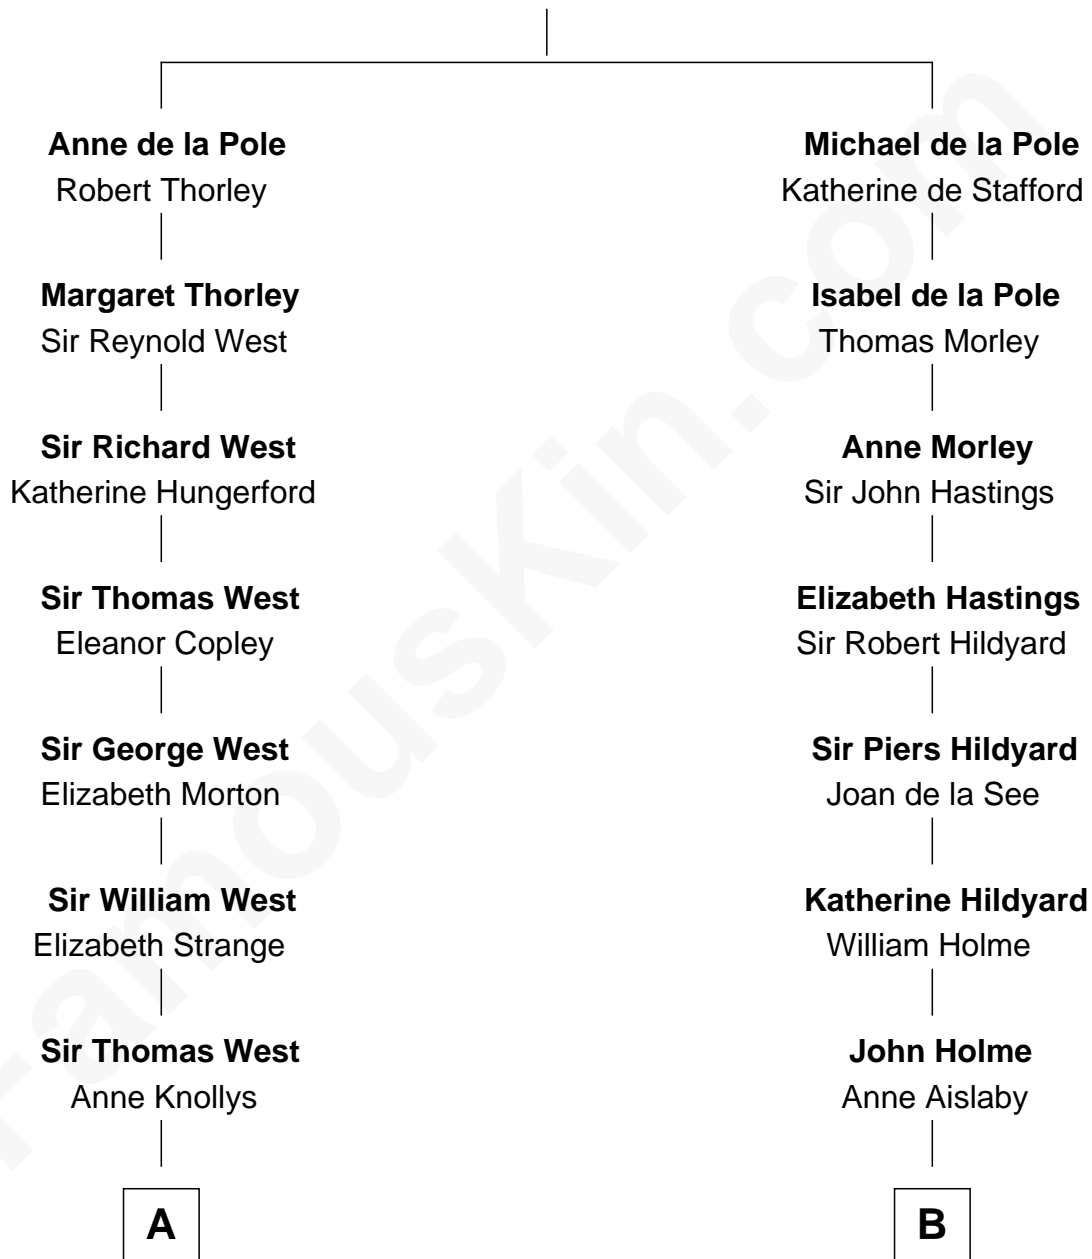 Anne de la Pole
Robert Thorley
Margaret Thorley
Sir Reynold West
Sir Richard West
Katherine Hungerford
Sir Thomas West
Eleanor Copley
Sir George West
Elizabeth Morton
Sir William West
Elizabeth Strange
Sir Thomas West
Anne Knollys
A
Michael de la Pole
Katherine de Stafford
Isabel de la Pole
Thomas Morley
Anne Morley
Sir John Hastings
Elizabeth Hastings
Sir Robert Hildyard
Sir Piers Hildyard
Joan de la See
Katherine Hildyard
William Holme
John Holme
Anne Aislaby
B
FamousKin.com